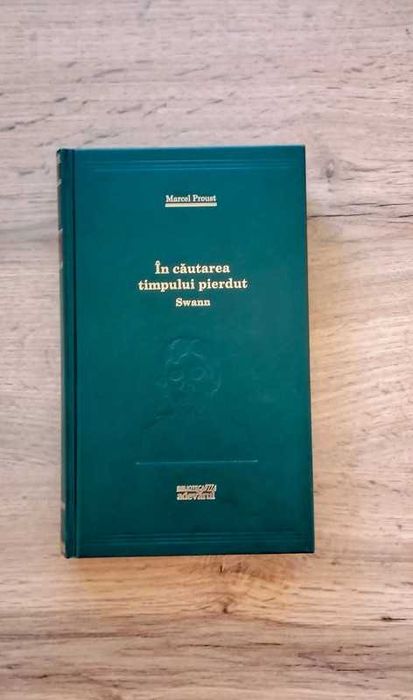 Marcel Proust
În căutarea
timpului pierdut
Swann
BIBLIOTECA
adevărul